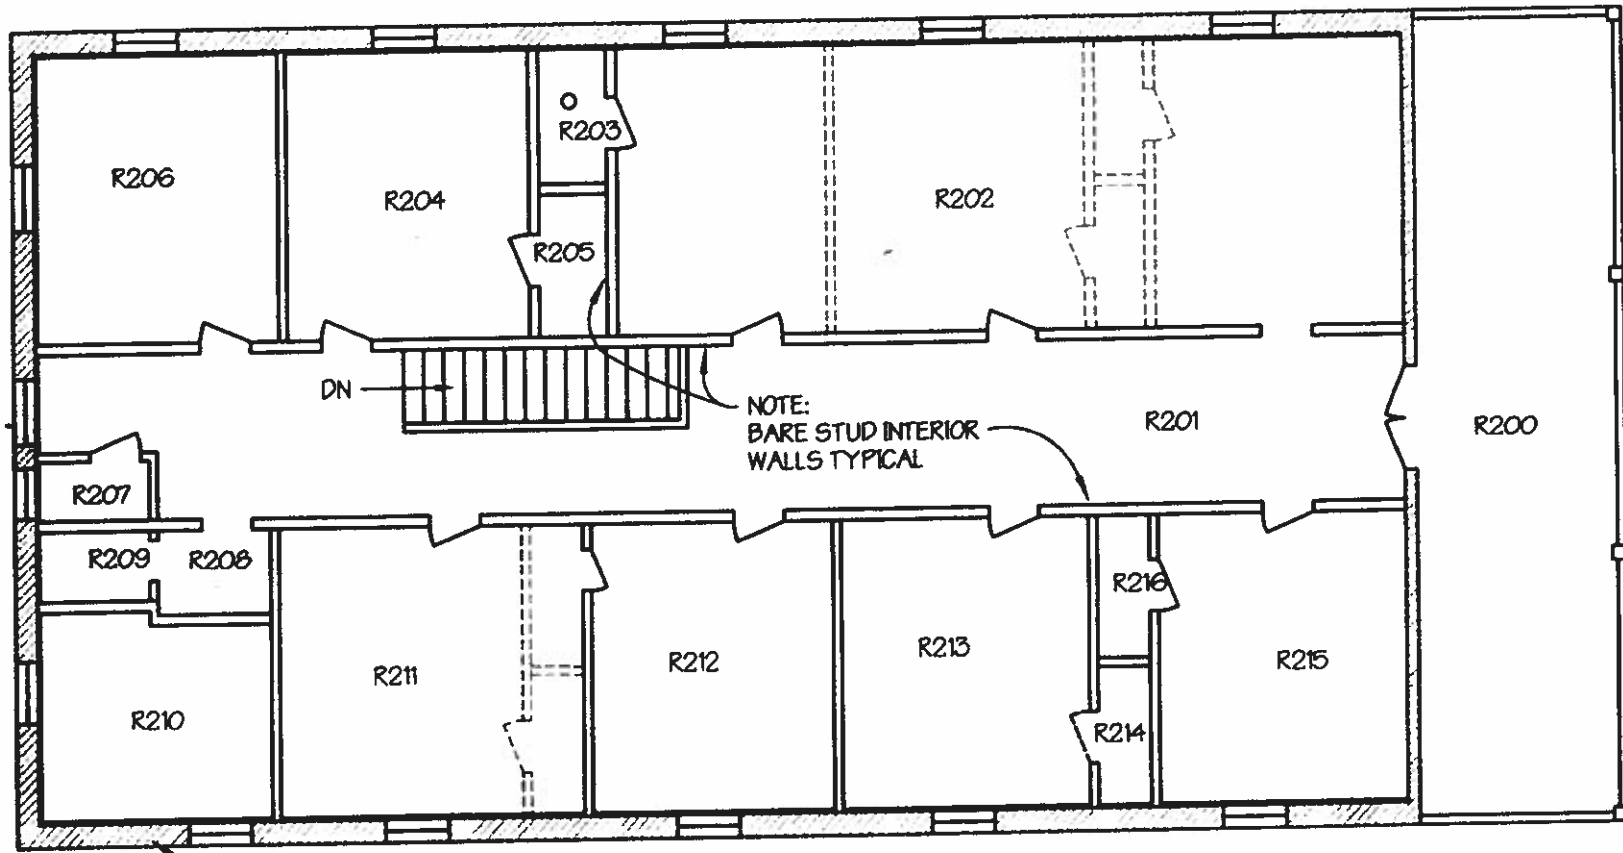 R203
R206
R204
R202
R205
DN
NOTE:
BARE STUD INTERIOR
WALLS TYPICAL
R201
R200
R207
R209
R208
R216
R213
R212
R215
R211
R210
R214